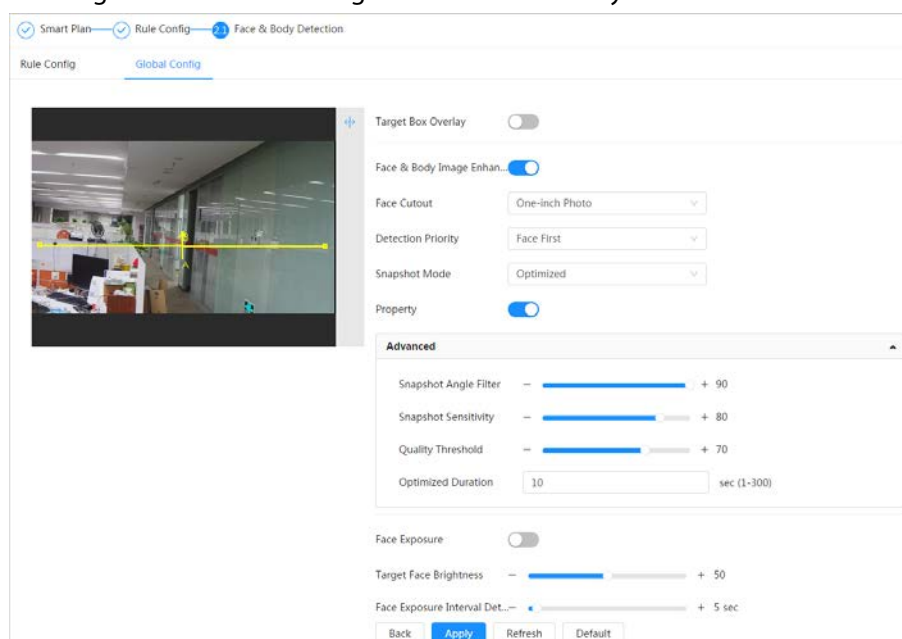 Smart Plan Rule Config 2.1 Face & Body Detection
Rule Config Global Config
Target Box Overlay
Face & Body Image Enhan...
Face Cutout One-inch Photo
Detection Priority Face First
Snapshot Mode Optimized
Property
Advanced
Snapshot Angle Filter − + 90
Snapshot Sensitivity − + 80
Quality Threshold − + 70
Optimized Duration 10 sec (1-300)
Face Exposure
Target Face Brightness − + 50
Face Exposure Interval Det... − + 5 sec
Back Apply Refresh Default